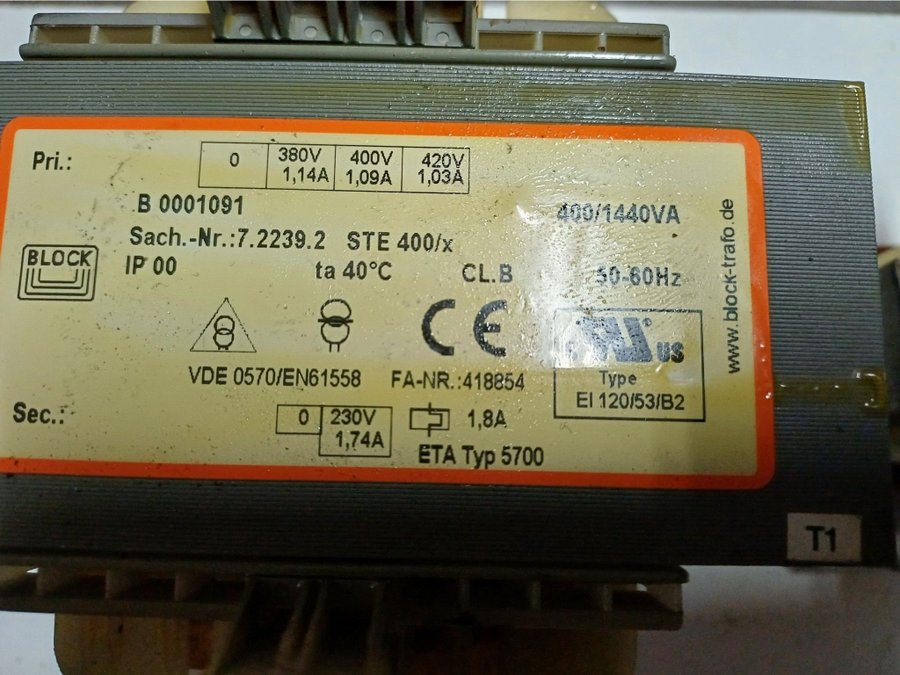 Pri.:
0 380V 400V 420V
1,14A 1,09A 1,03A
B 0001091
400/1440VA
Sach.-Nr.:7.2239.2 STE 400/x
BLOCK
IP 00 ta 40°C CL.B 50-60Hz
www.block-trafo.de
CE
c UR US
VDE 0570/EN61558 FA-NR.:418854
Type
EI 120/53/B2
Sec.:
0 230V 1,8A
1,74A
ETA Typ 5700
T1